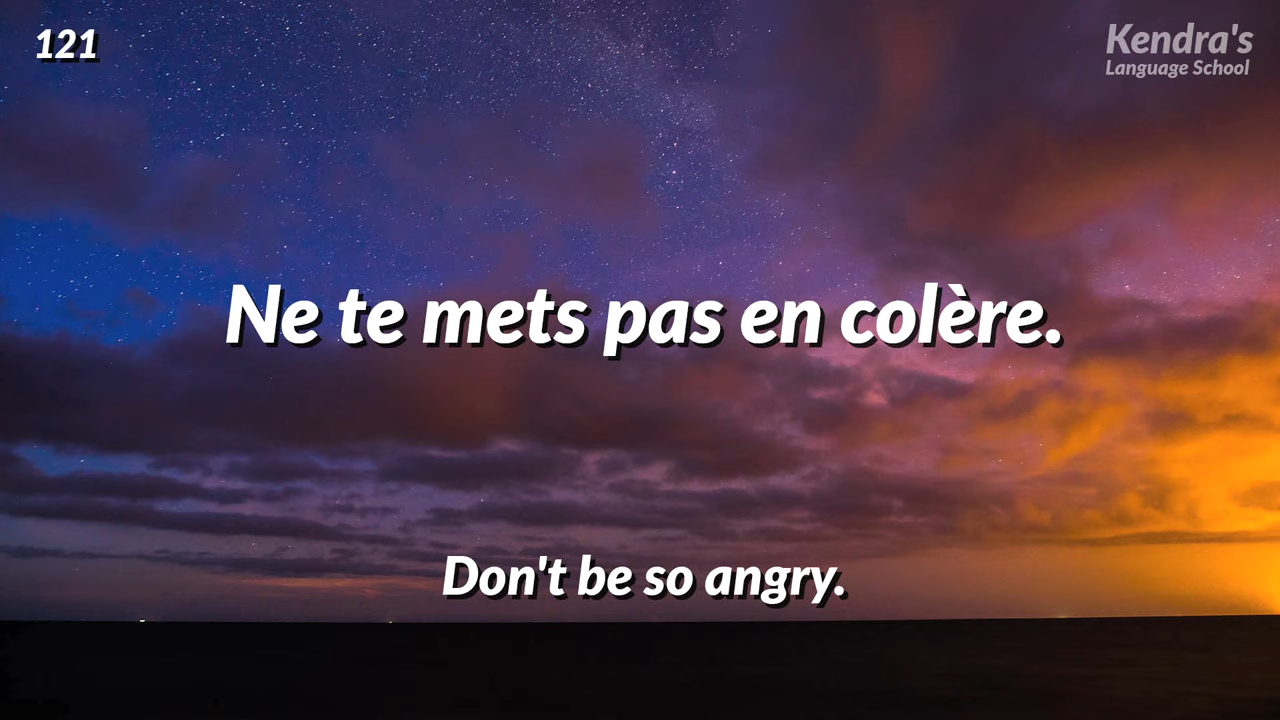 121
Kendra's
Language School
Ne te mets pas en colère.
Don't be so angry.